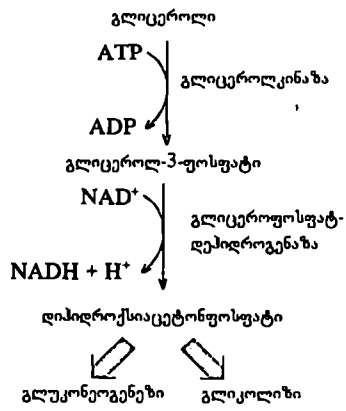 გლიცეროლი
ATP
გლიცეროლკინაზა
ADP
გლიცეროლ-3-ფოსფატი
NAD⁺
გლიცეროფოსფატ-
დეჰიდროგენაზა
NADH + H⁺
დიჰიდროქსიაცეტონფოსფატი
გლუკონეოგენეზი გლიკოლიზი